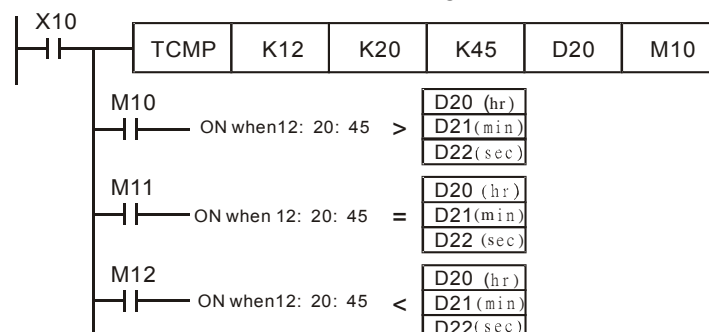 X10
TCMP K12 K20 K45 D20 M10
M10
D20 (hr)
ON when12: 20: 45 > D21(min)
D22(sec)
M11
D20 (hr)
ON when 12: 20: 45 = D21(min)
D22 (sec)
M12
D20 (hr)
ON when12: 20: 45 < D21(min)
D22(sec)